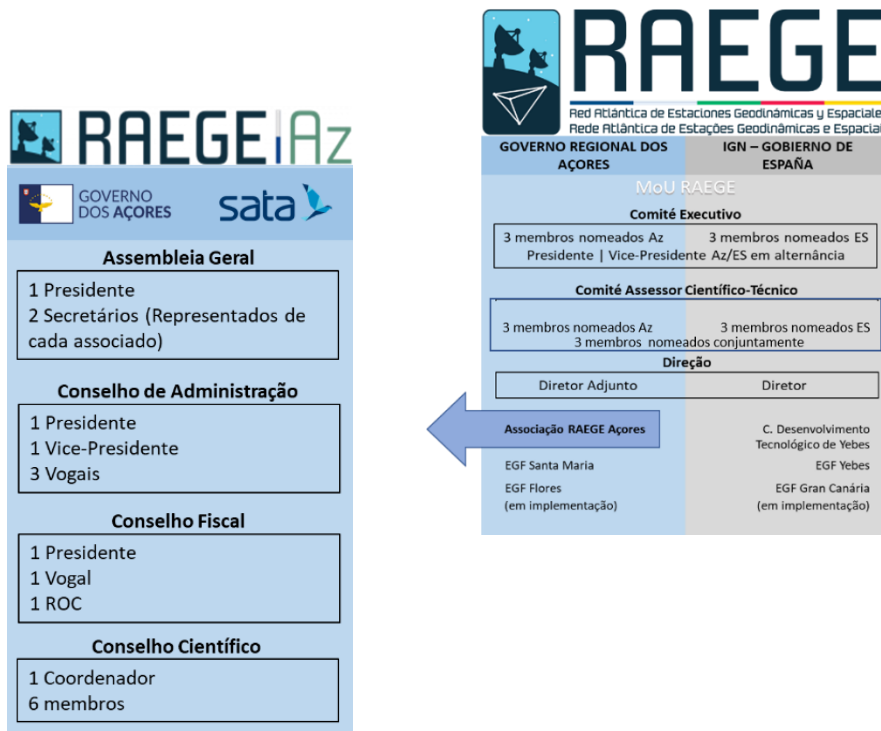 RAEGE Az
GOVERNO
DOS AÇORES
sata
Assembleia Geral
1 Presidente
2 Secretários (Representados de
cada associado)
Conselho de Administração
1 Presidente
1 Vice-Presidente
3 Vogais
Conselho Fiscal
1 Presidente
1 Vogal
1 ROC
Conselho Científico
1 Coordenador
6 membros
RAEGE
Red Atlántica de Estaciones Geodinámicas y Espaciale
Rede Atlântica de Estações Geodinâmicas e Espaciai
GOVERNO REGIONAL DOS
AÇORES
IGN – GOBIERNO DE
ESPAÑA
MoU RAEGE
Comité Executivo
3 membros nomeados Az 3 membros nomeados ES
Presidente | Vice-Presidente Az/ES em alternância
Comité Assessor Científico-Técnico
3 membros nomeados Az 3 membros nomeados ES
3 membros nomeados conjuntamente
Direção
Diretor Adjunto Diretor
Associação RAEGE Açores
EGF Santa Maria
EGF Flores
(em implementação)
C. Desenvolvimento
Tecnológico de Yebes
EGF Yebes
EGF Gran Canária
(em implementação)